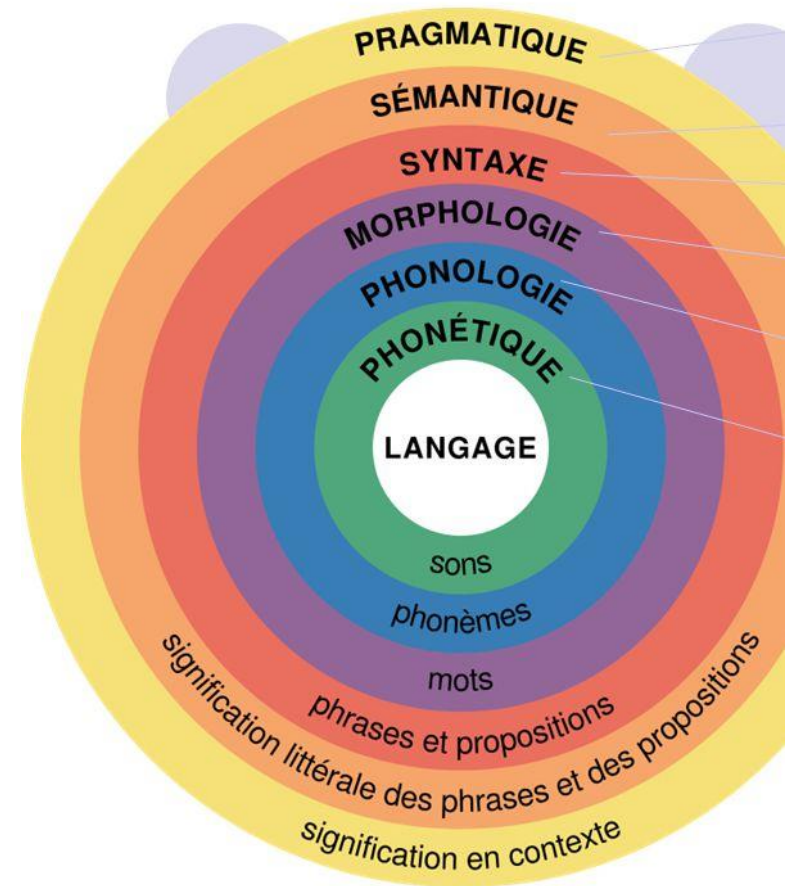 PRAGMATIQUE
SÉMANTIQUE
SYNTAXE
MORPHOLOGIE
PHONOLOGIE
PHONÉTIQUE
LANGAGE
sons
phonèmes
mots
phrases et propositions
signification littérale des phrases et des propositions
signification en contexte